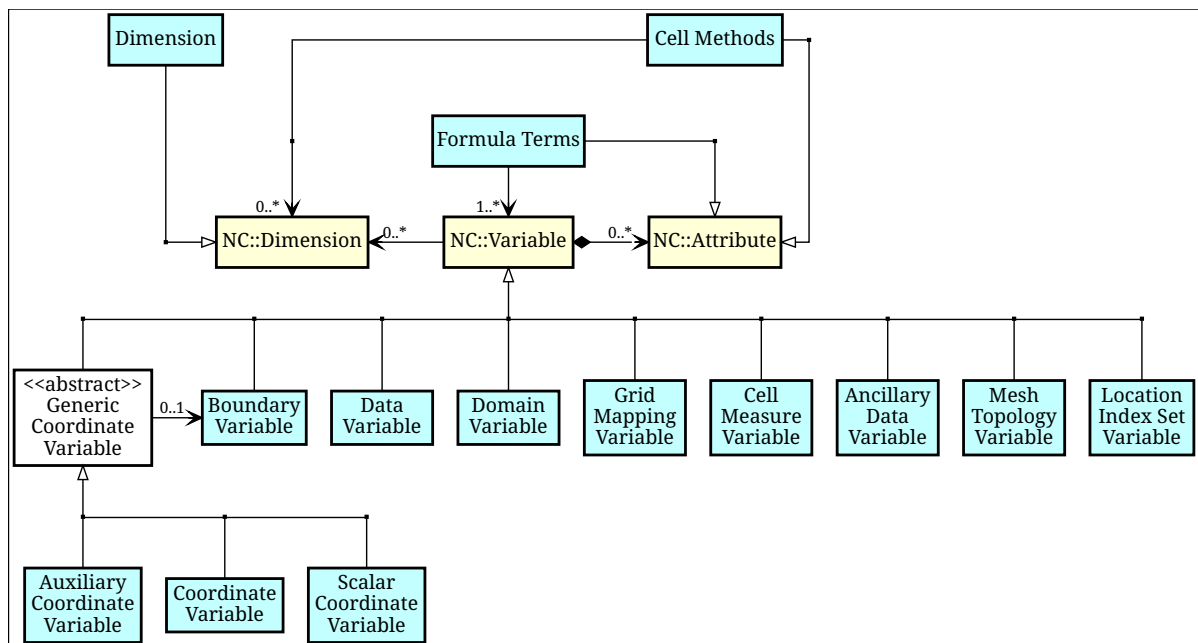 Dimension
Cell Methods
Formula Terms
0..*
1..*
NC::Dimension
0..*
NC::Variable
0..*
NC::Attribute
<<abstract>>
Generic
Coordinate
Variable
0..1
Boundary
Variable
Data
Variable
Domain
Variable
Grid
Mapping
Variable
Cell
Measure
Variable
Ancillary
Data
Variable
Mesh
Topology
Variable
Location
Index Set
Variable
Auxiliary
Coordinate
Variable
Coordinate
Variable
Scalar
Coordinate
Variable